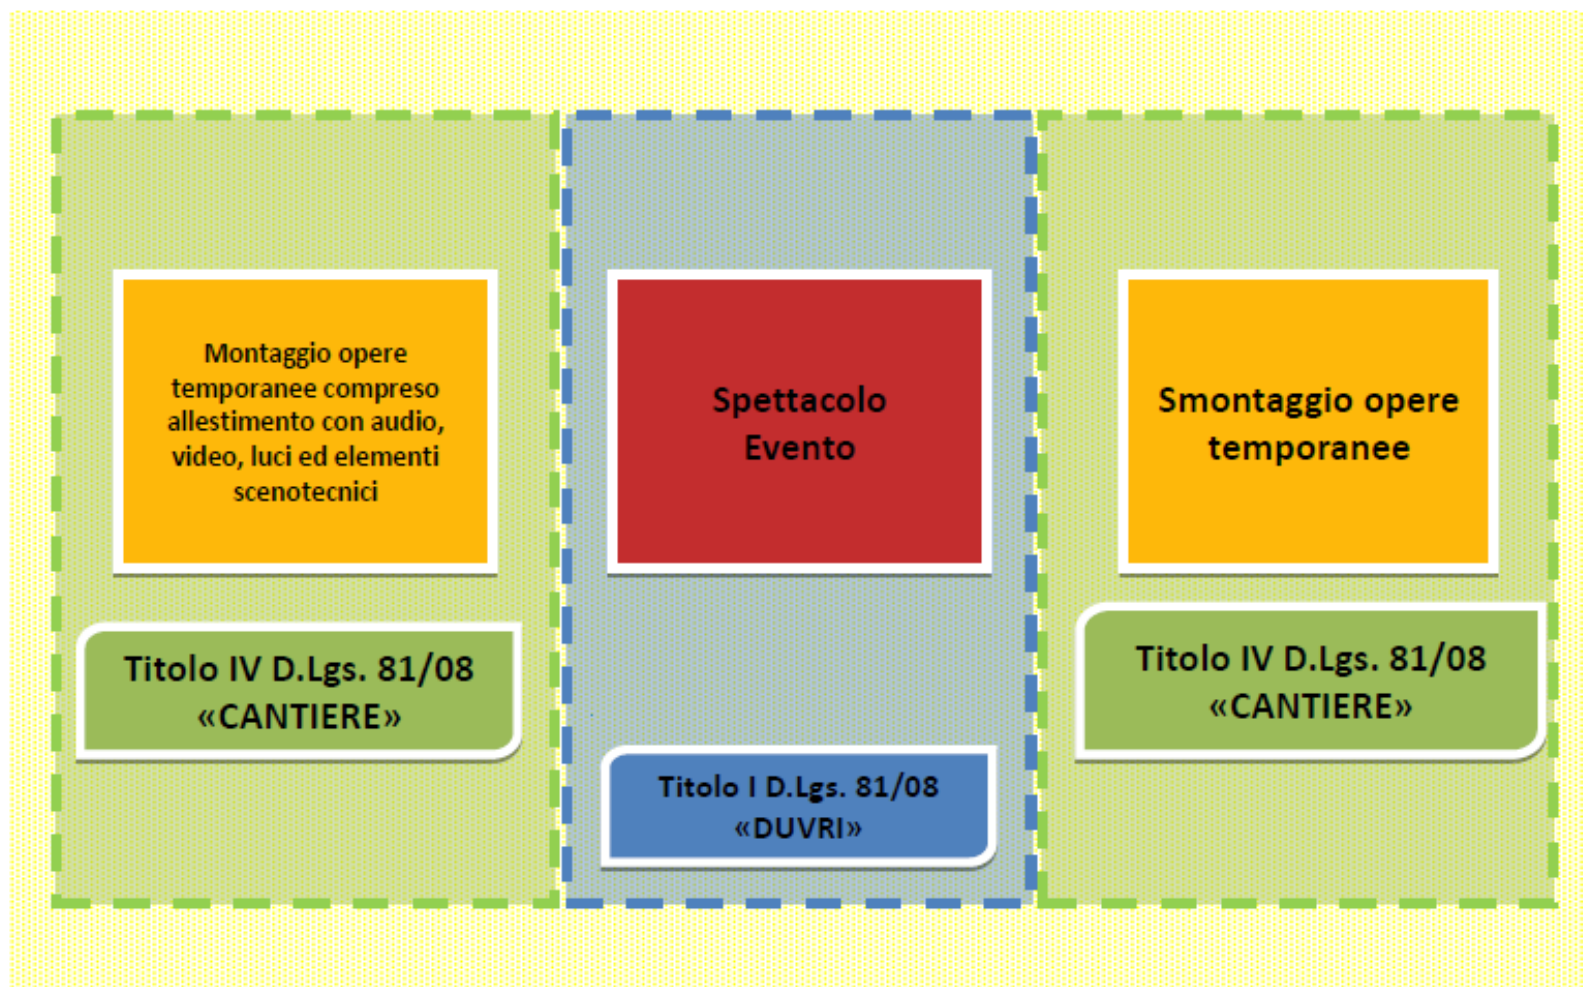 Montaggio opere
temporanee compreso
allestimento con audio,
video, luci ed elementi
scenotecnici
Titolo IV D.Lgs. 81/08
«CANTIERE»
Spettacolo
Evento
Titolo I D.Lgs. 81/08
«DUVRI»
Smontaggio opere
temporanee
Titolo IV D.Lgs. 81/08
«CANTIERE»